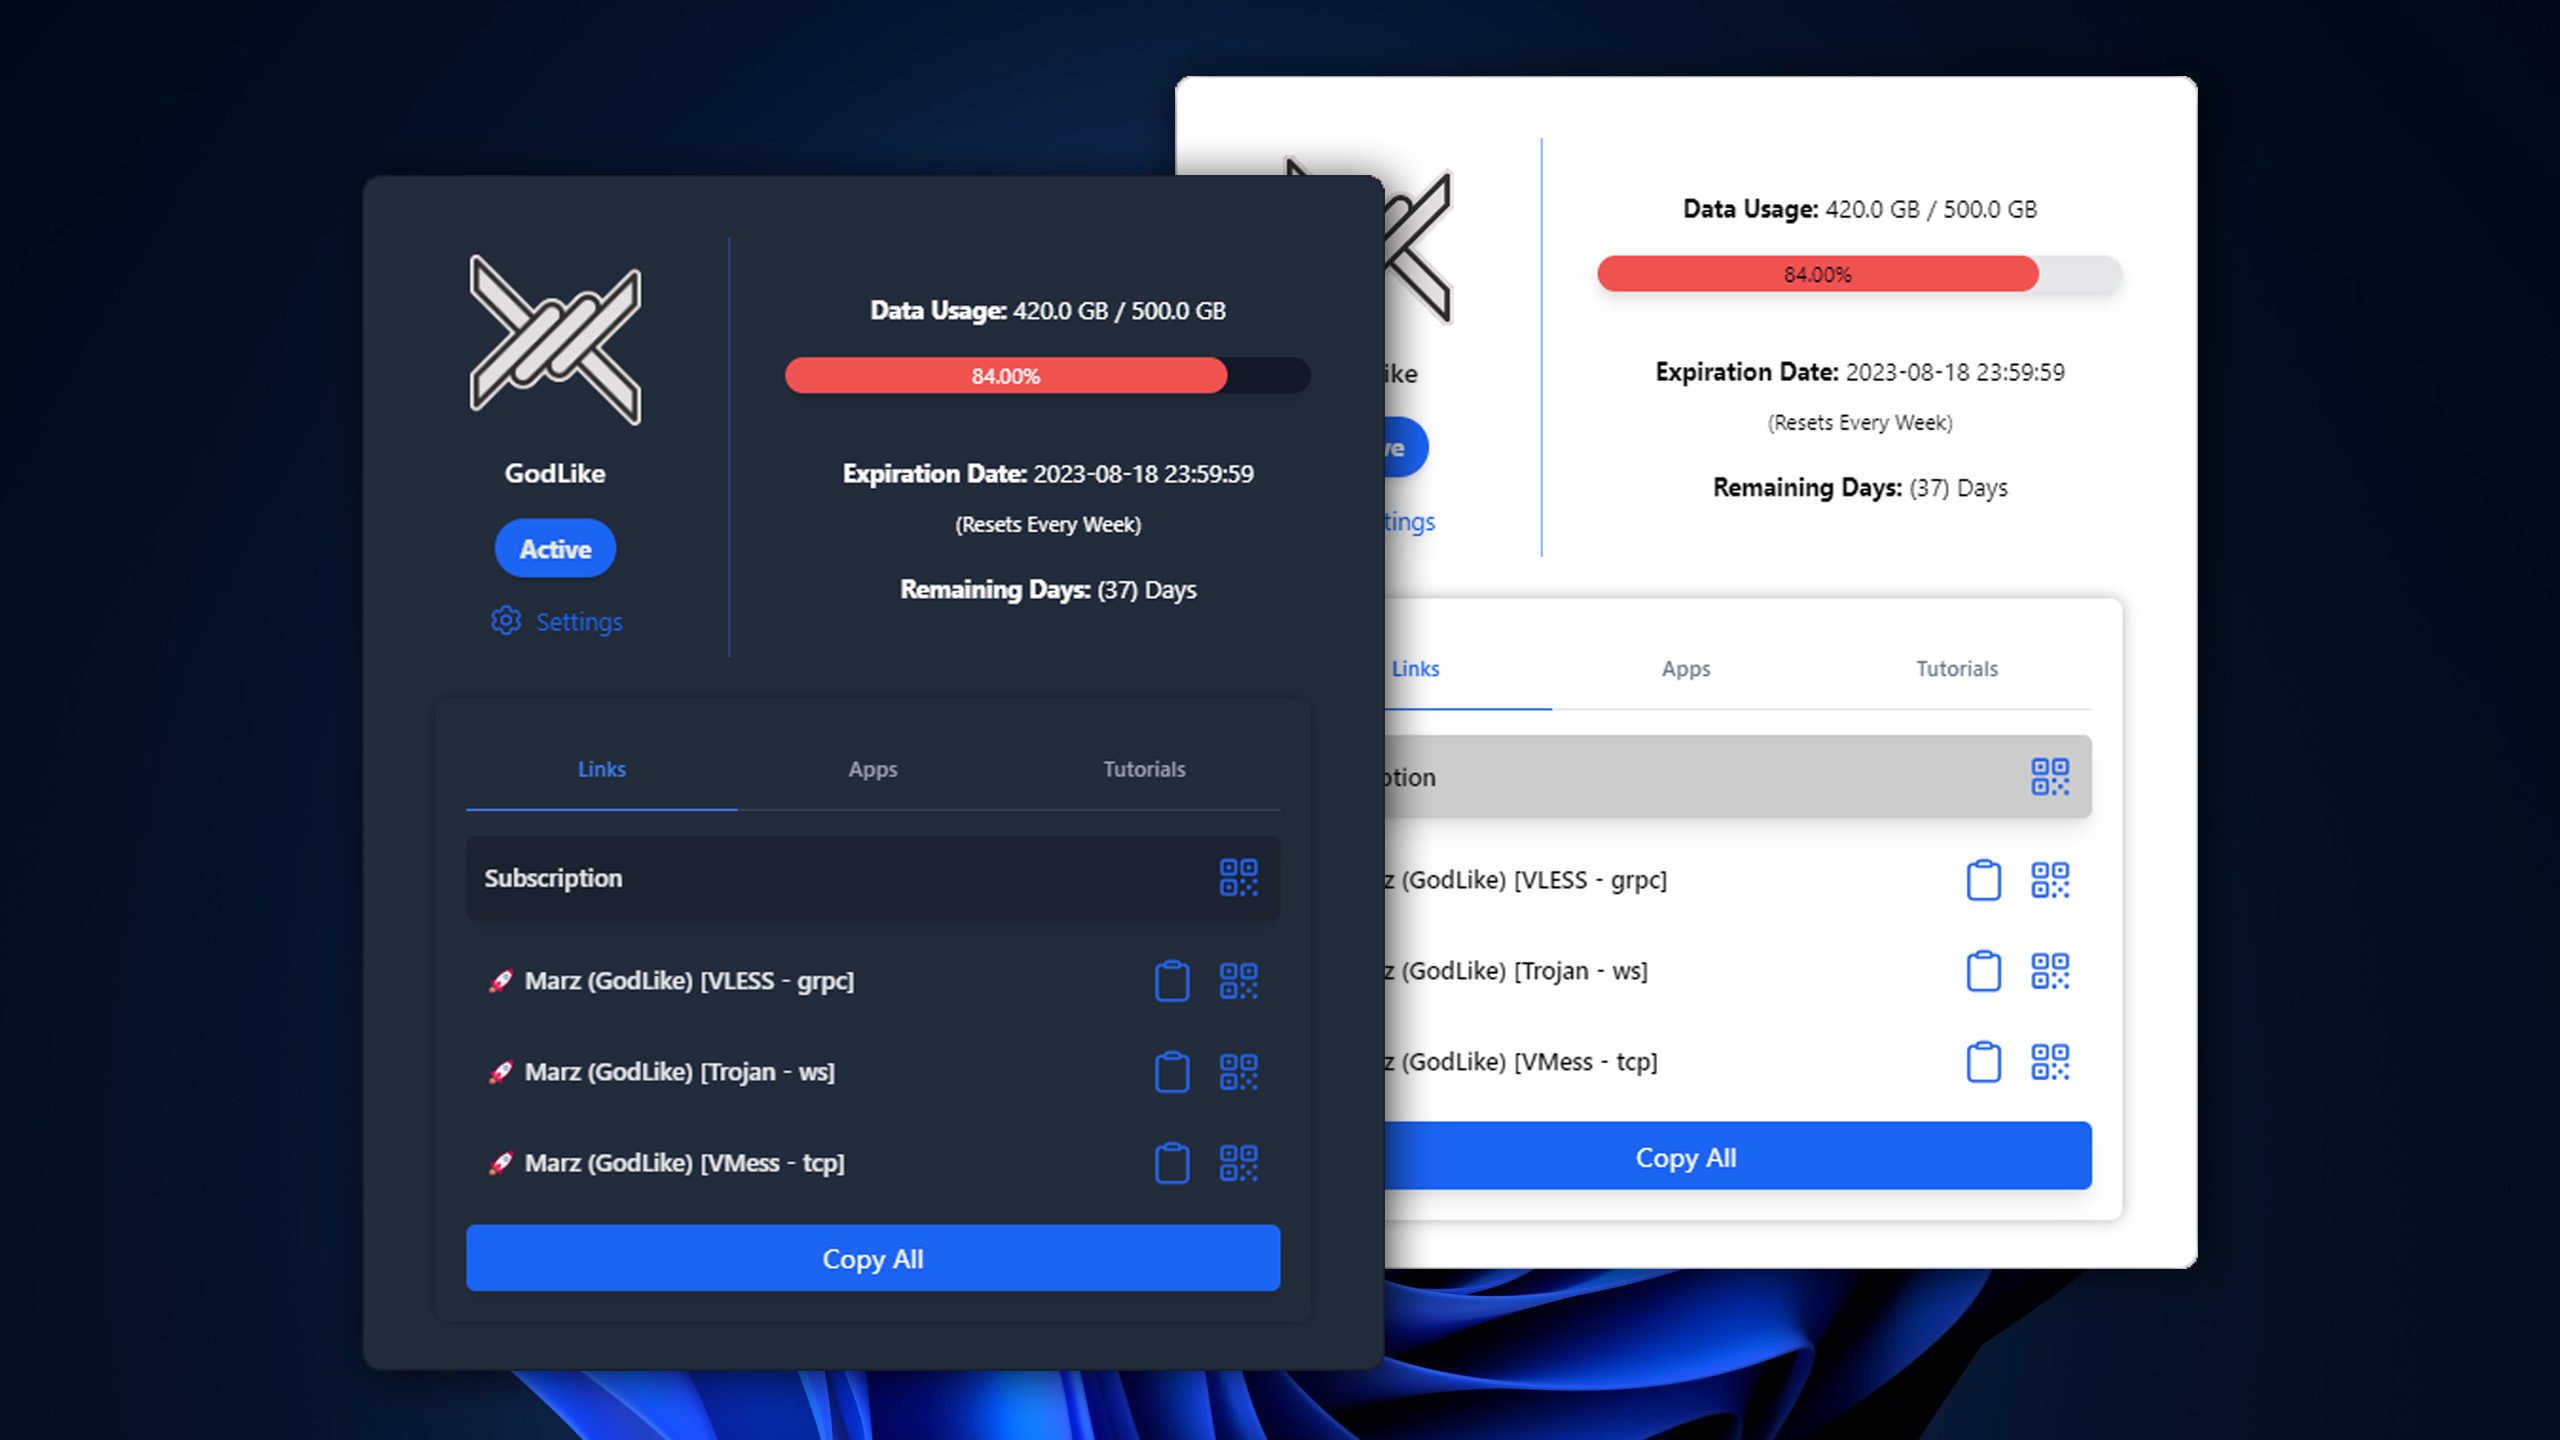 GodLike
Active
Settings
Data Usage: 420.0 GB / 500.0 GB
84.00%
Expiration Date: 2023-08-18 23:59:59
(Resets Every Week)
Remaining Days: (37) Days
Links Apps Tutorials
Subscription
🚀 Marz (GodLike) [VLESS - grpc]
🚀 Marz (GodLike) [Trojan - ws]
🚀 Marz (GodLike) [VMess - tcp]
Copy All
Data Usage: 420.0 GB / 500.0 GB
84.00%
Expiration Date: 2023-08-18 23:59:59
(Resets Every Week)
Remaining Days: (37) Days
Links Apps Tutorials
(GodLike) [VLESS - grpc]
(GodLike) [Trojan - ws]
(GodLike) [VMess - tcp]
Copy All